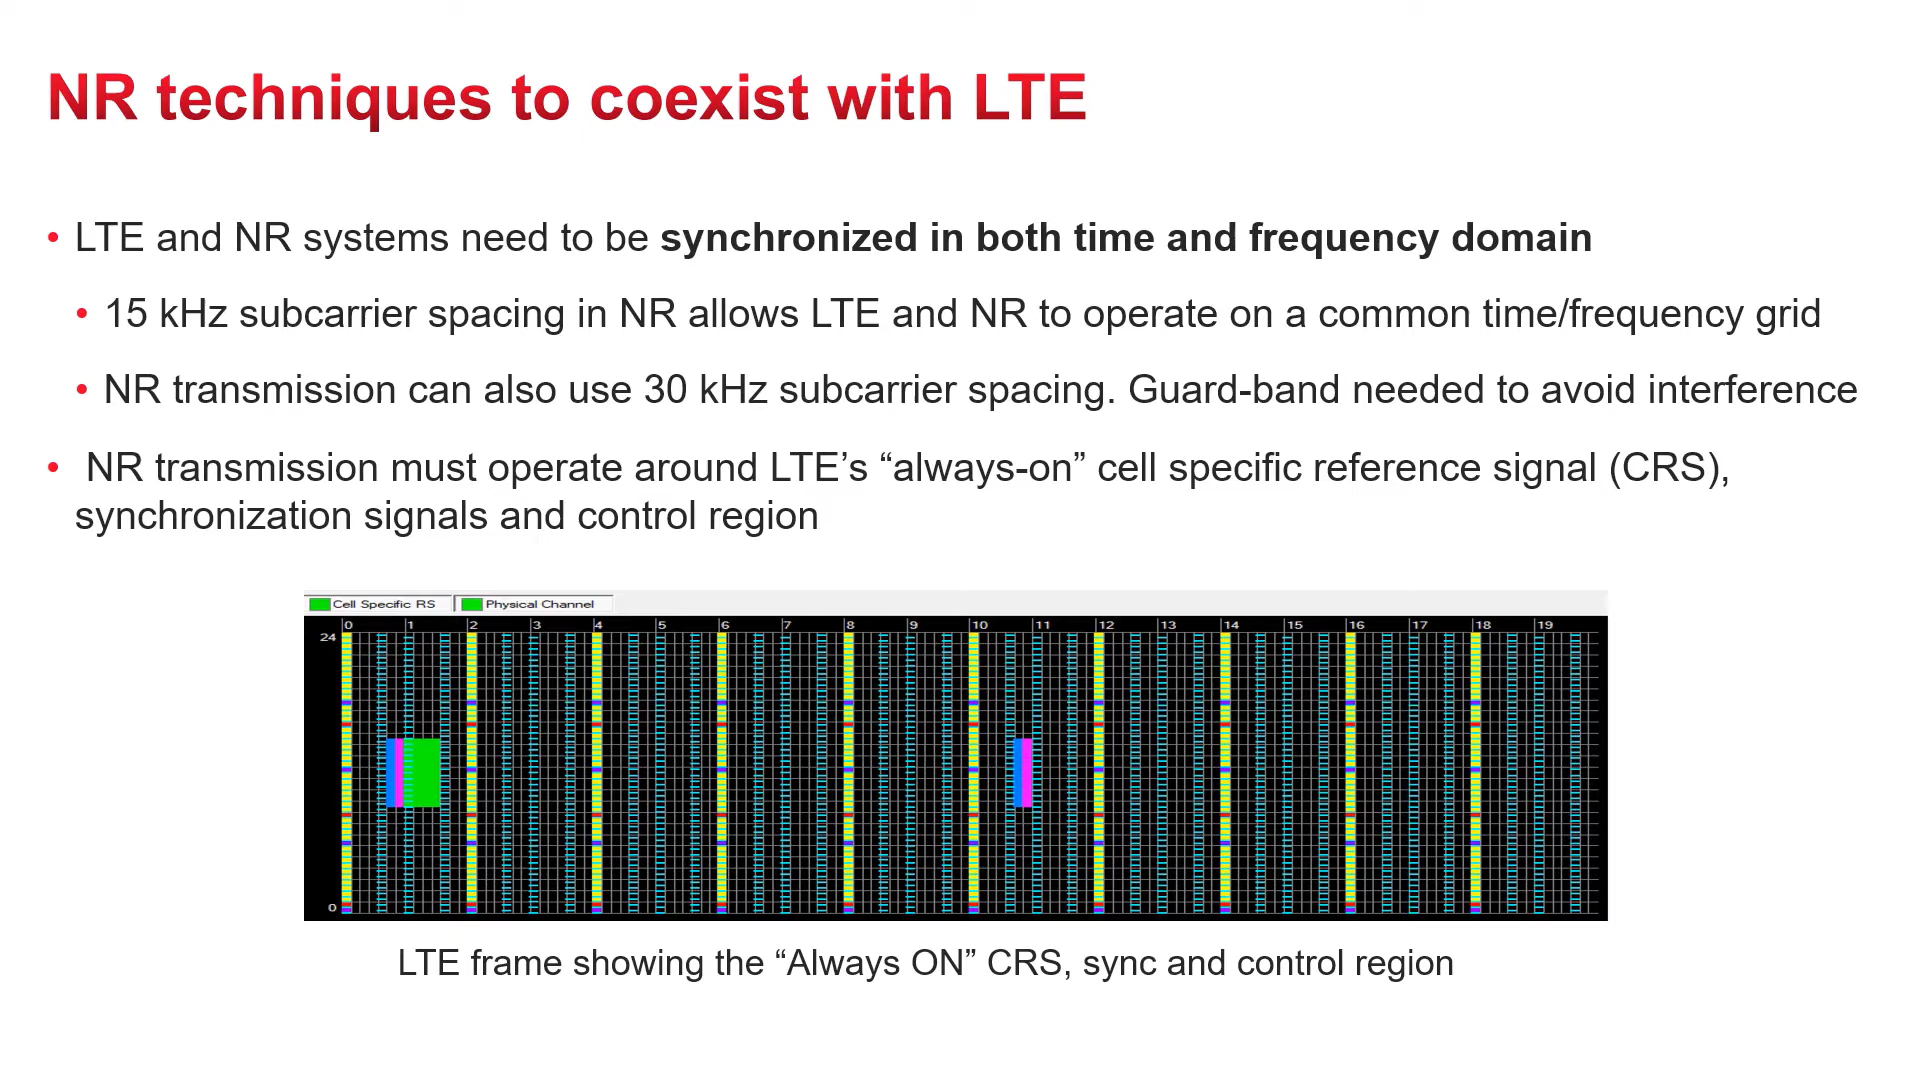 NR techniques to coexist with LTE
• LTE and NR systems need to be synchronized in both time and frequency domain
• 15 kHz subcarrier spacing in NR allows LTE and NR to operate on a common time/frequency grid
• NR transmission can also use 30 kHz subcarrier spacing. Guard-band needed to avoid interference
• NR transmission must operate around LTE’s “always-on” cell specific reference signal (CRS),
synchronization signals and control region
Cell Specific RS Physical Channel
0 1 2 3 4 5 6 7 8 9 10 11 12 13 14 15 16 17 18 19
24
0
LTE frame showing the “Always ON” CRS, sync and control region